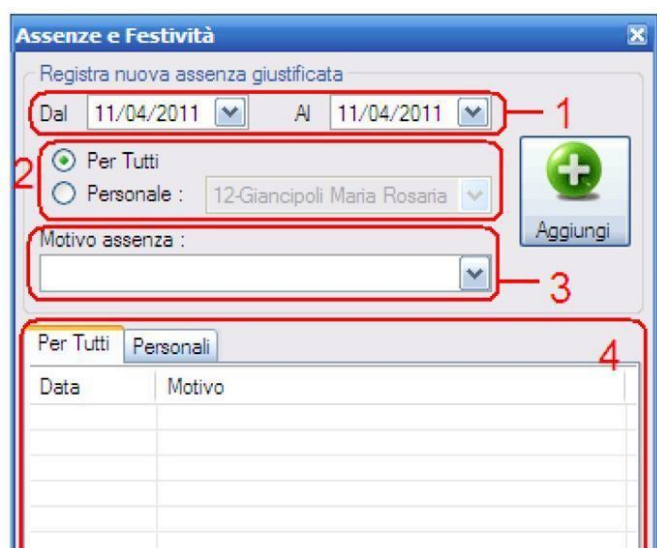 Assenze e Festività
Registra nuova assenza giustificata
Dal 11/04/2011 Al 11/04/2011 1
2 Per Tutti
Personale : 12-Giancipoli Maria Rosaria
Aggiungi
Motivo assenza :
3
Per Tutti Personali 4
Data Motivo